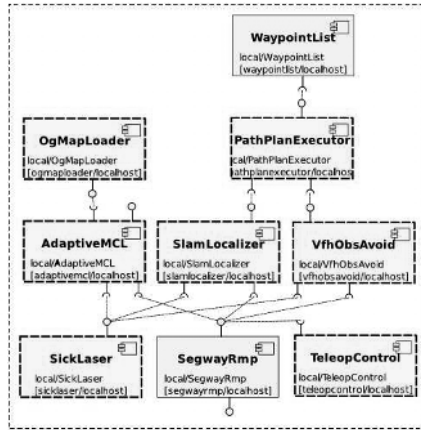 WaypointList
local/WaypointList
[waypointlist/localhost]
OgMapLoader
local/OgMapLoader
[ogmaploader/localhost]
PathPlanExecutor
cal/PathPlanExecutor
pathplanexecutor/localhos
AdaptiveMCL
local/AdaptiveMCL
[adaptivemcl/localhost]
SlamLocalizer
local/SlamLocalizer
[slamlocalizer/localhost]
VfhObsAvoid
local/VfhObsAvoid
[vfhobsavoid/localhost]
SickLaser
local/SickLaser
[sicklaser/localhost]
SegwayRmp
local/SegwayRmp
[segwayrmp/localhost]
TeleopControl
local/TeleopControl
[teleopcontrol/localhost]